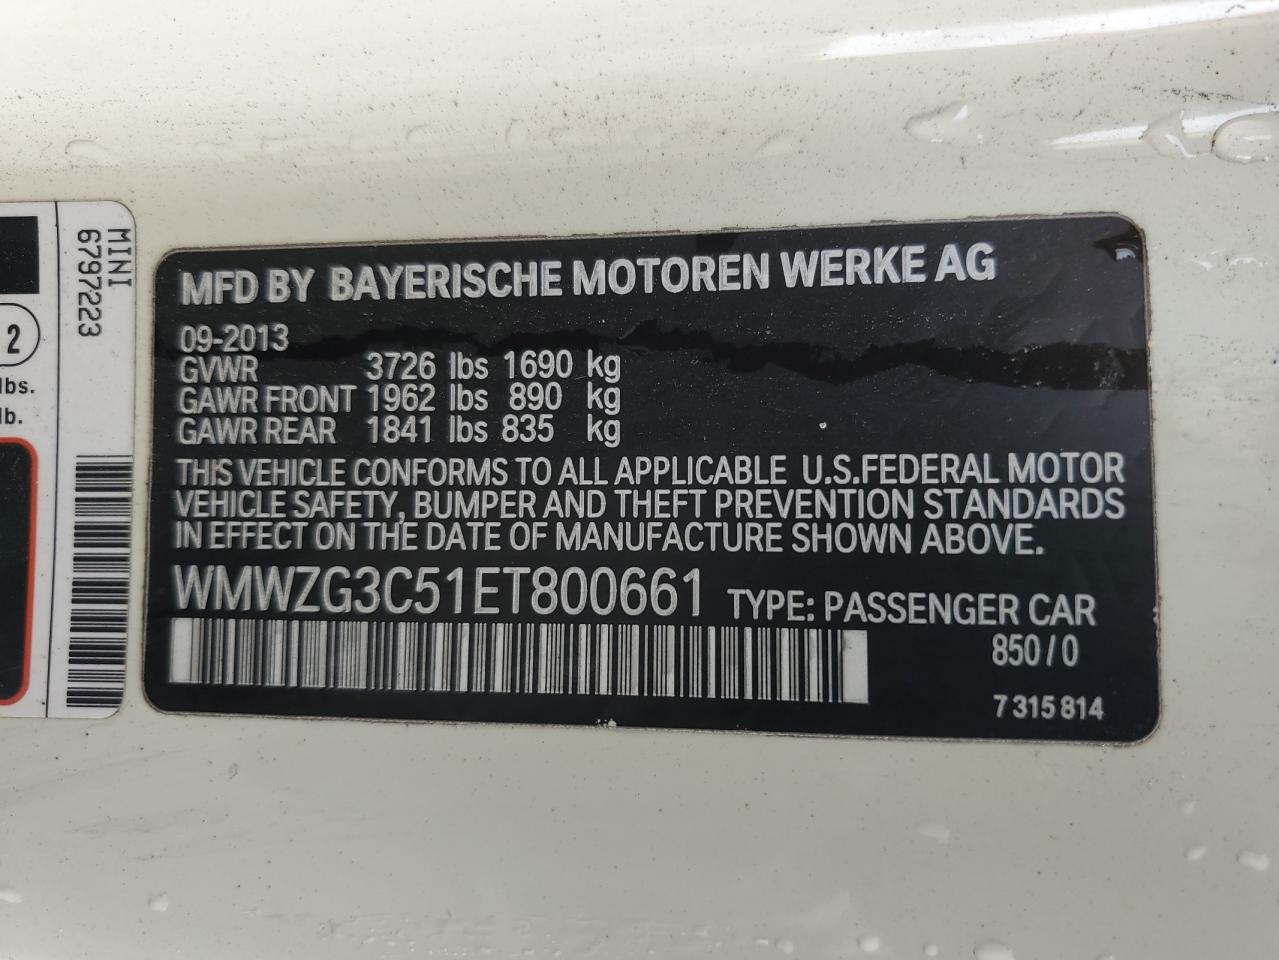 MFD BY BAYERISCHE MOTOREN WERKE AG
09-2013
GVWR 3726 lbs 1690 kg
GAWR FRONT 1962 lbs 890 kg
GAWR REAR 1841 lbs 835 kg
THIS VEHICLE CONFORMS TO ALL APPLICABLE U.S.FEDERAL MOTOR
VEHICLE SAFETY, BUMPER AND THEFT PREVENTION STANDARDS
IN EFFECT ON THE DATE OF MANUFACTURE SHOWN ABOVE.
WMWZG3C51ET800661 TYPE: PASSENGER CAR
850/0
7 315 814
MINI
6797223
2
lbs.
lb.